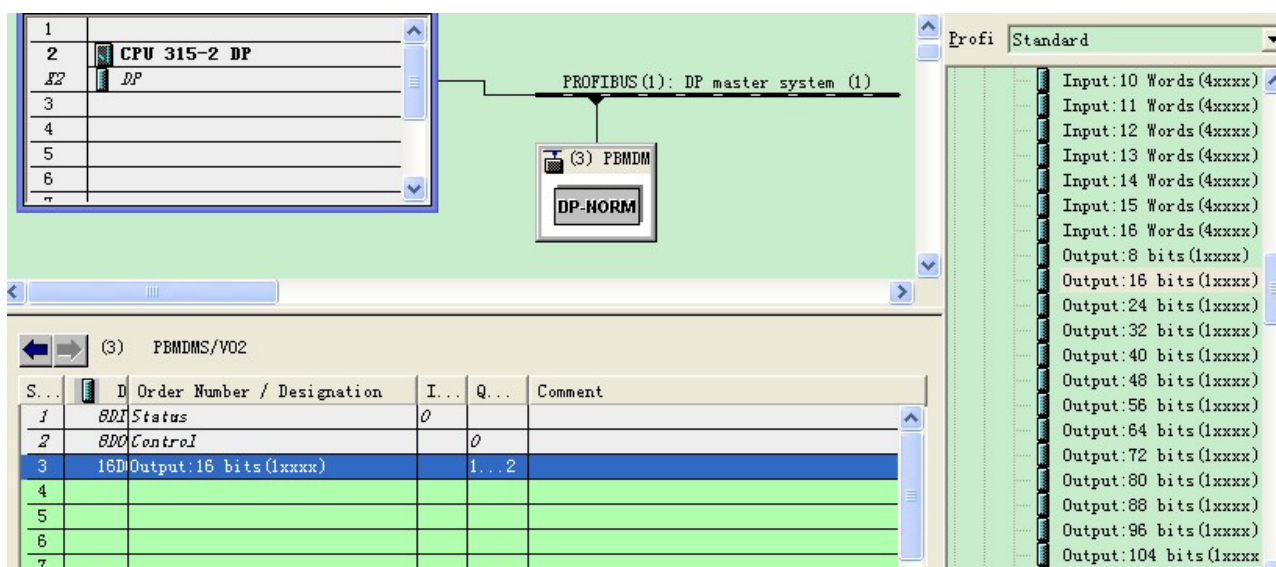 1
2 CPU 315-2 DP
X2 DP
3
4
5
6
PROFIBUS(1): DP master system (1)
(3) PBMDM
DP-NORM
Profi Standard
Input:10 Words(4xxxx)
Input:11 Words(4xxxx)
Input:12 Words(4xxxx)
Input:13 Words(4xxxx)
Input:14 Words(4xxxx)
Input:15 Words(4xxxx)
Input:16 Words(4xxxx)
Output:8 bits(1xxxx)
Output:16 bits(1xxxx)
Output:24 bits(1xxxx)
Output:32 bits(1xxxx)
Output:40 bits(1xxxx)
Output:48 bits(1xxxx)
Output:56 bits(1xxxx)
Output:64 bits(1xxxx)
Output:72 bits(1xxxx)
Output:80 bits(1xxxx)
Output:88 bits(1xxxx)
Output:96 bits(1xxxx)
Output:104 bits(1xxxx
(3) PBMDMS/VO2
S... D Order Number / Designation I... Q... Comment
1 8DI Status 0
2 8DO Control 0
3 16D Output:16 bits(1xxxx) 1...2
4
5
6
7